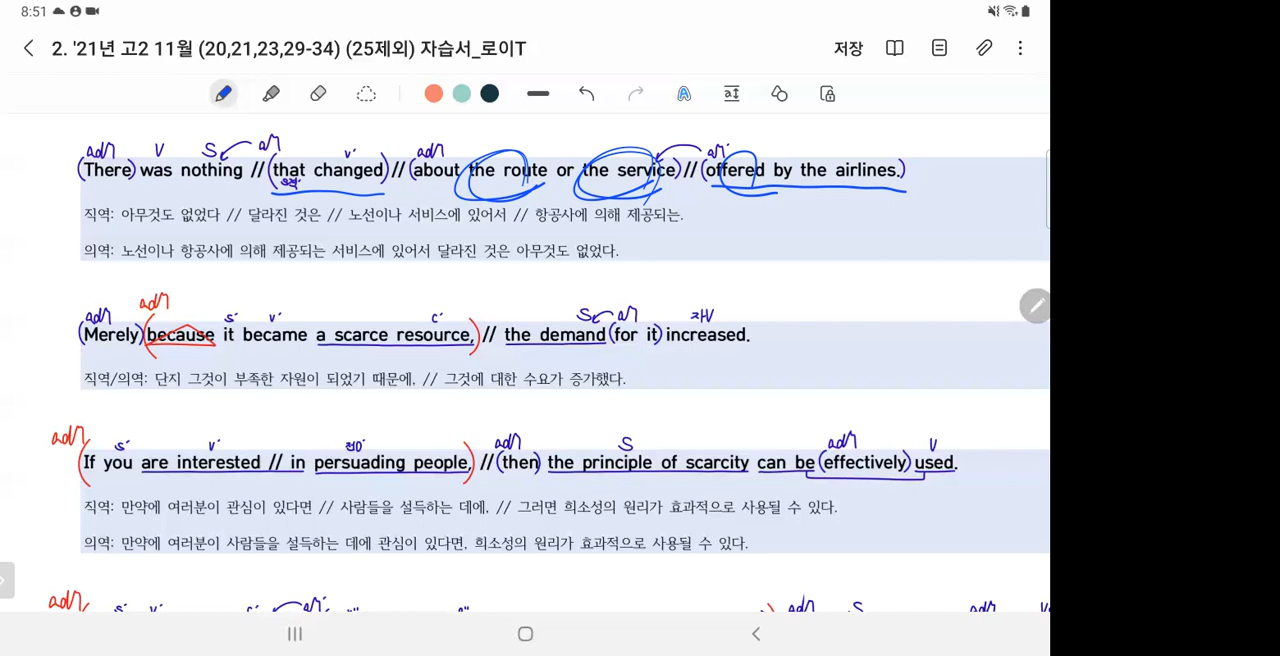 8:51
2. '21년 고2 11월 (20,21,23,29-34) (25제외) 자습서_로이T 저장
adv V S adv
(There) was nothing // (that changed // (about the route or the service) // (offered by the airlines.)
직역: 아무것도 없었다 // 달라진 것은 // 노선이나 서비스에 있어서 // 항공사에 의해 제공되는.
의역: 노선이나 항공사에 의해 제공되는 서비스에 있어서 달라진 것은 아무것도 없었다.
adv
adv s' v' c' S
(Merely) (because it became a scarce resource,) // the demand (for it) increased.
직역/의역: 단지 그것이 부족한 자원이 되었기 때문에, // 그것에 대한 수요가 증가했다.
adv s' v' adv S adv V
(If you are interested // in persuading people,) // (then) the principle of scarcity can be (effectively) used.
직역: 만약에 여러분이 관심이 있다면 // 사람들을 설득하는 데에, // 그러면 희소성의 원리가 효과적으로 사용될 수 있다.
의역: 만약에 여러분이 사람들을 설득하는 데에 관심이 있다면, 희소성의 원리가 효과적으로 사용될 수 있다.
adv